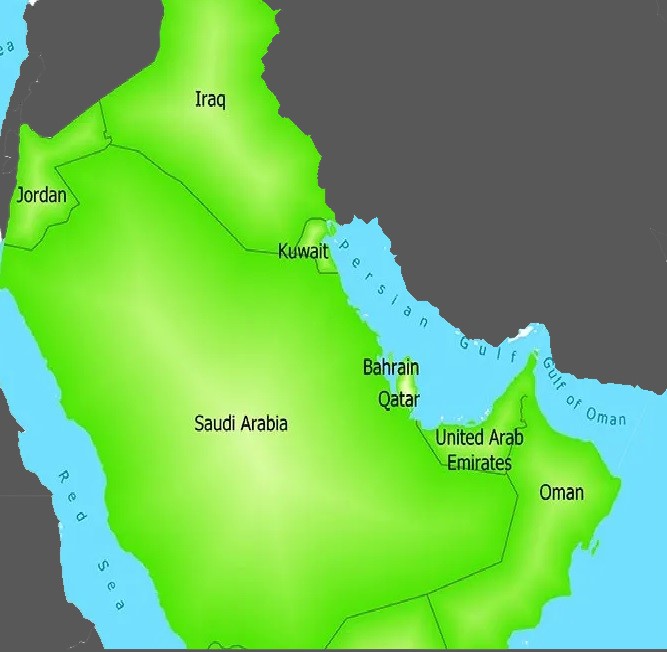 ea
Iraq
Jordan
Kuwait
Persian Gulf
Bahrain
Qatar
Gulf of Oman
Saudi Arabia
United Arab
Emirates
Oman
Red Sea